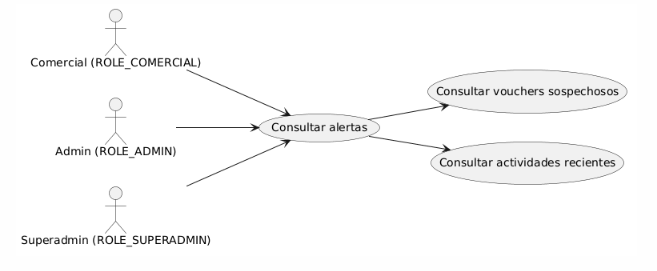 Comercial (ROLE_COMERCIAL)
Consultar vouchers sospechosos
Consultar alertas
Admin (ROLE_ADMIN)
Consultar actividades recientes
Superadmin (ROLE_SUPERADMIN)